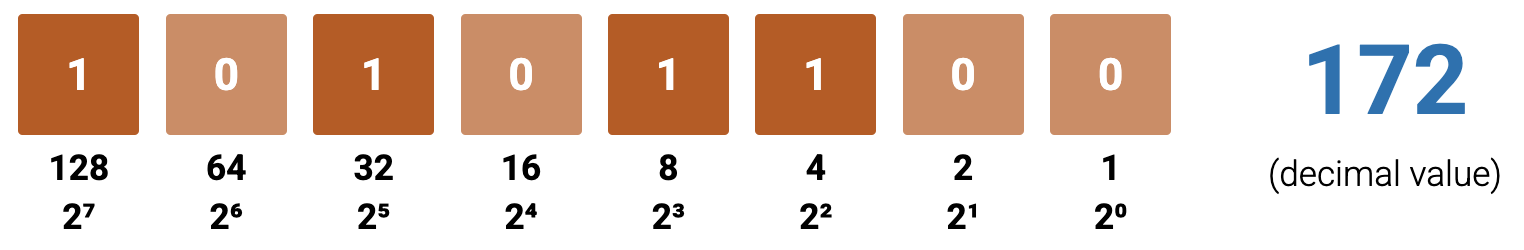 1 0 1 0 1 1 0 0 172
128 64 32 16 8 4 2 1 (decimal value)
2⁷ 2⁶ 2⁵ 2⁴ 2³ 2² 2¹ 2⁰